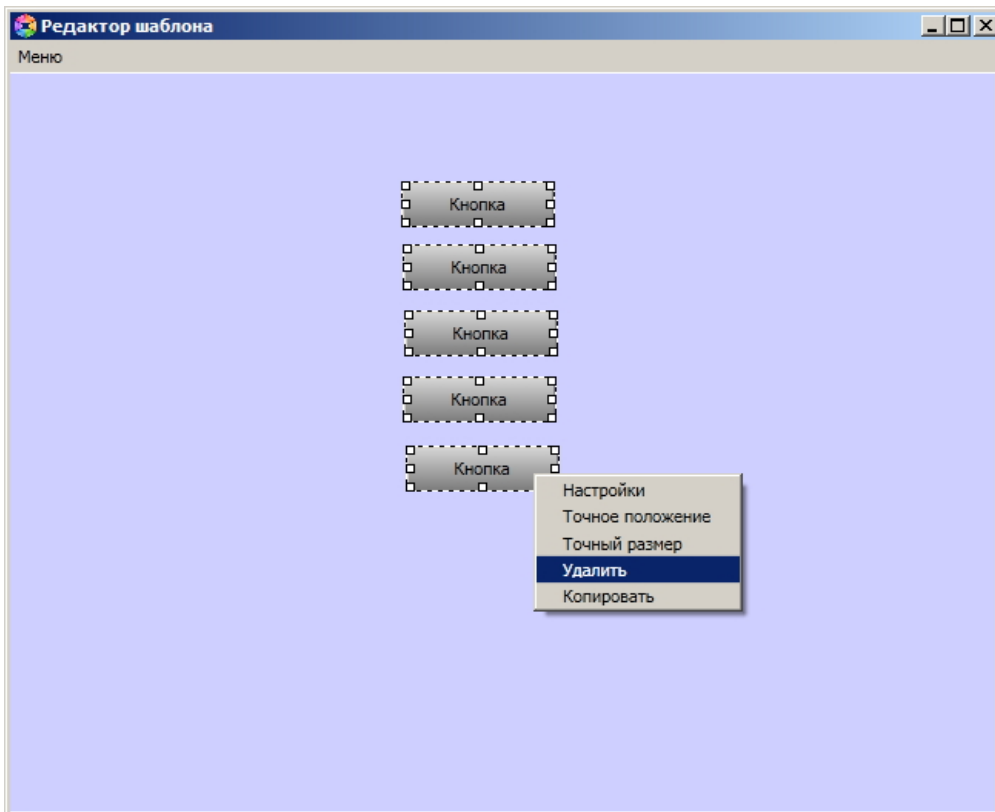 Редактор шаблона
Меню
Кнопка
Кнопка
Кнопка
Кнопка
Кнопка
Настройки
Точное положение
Точный размер
Удалить
Копировать